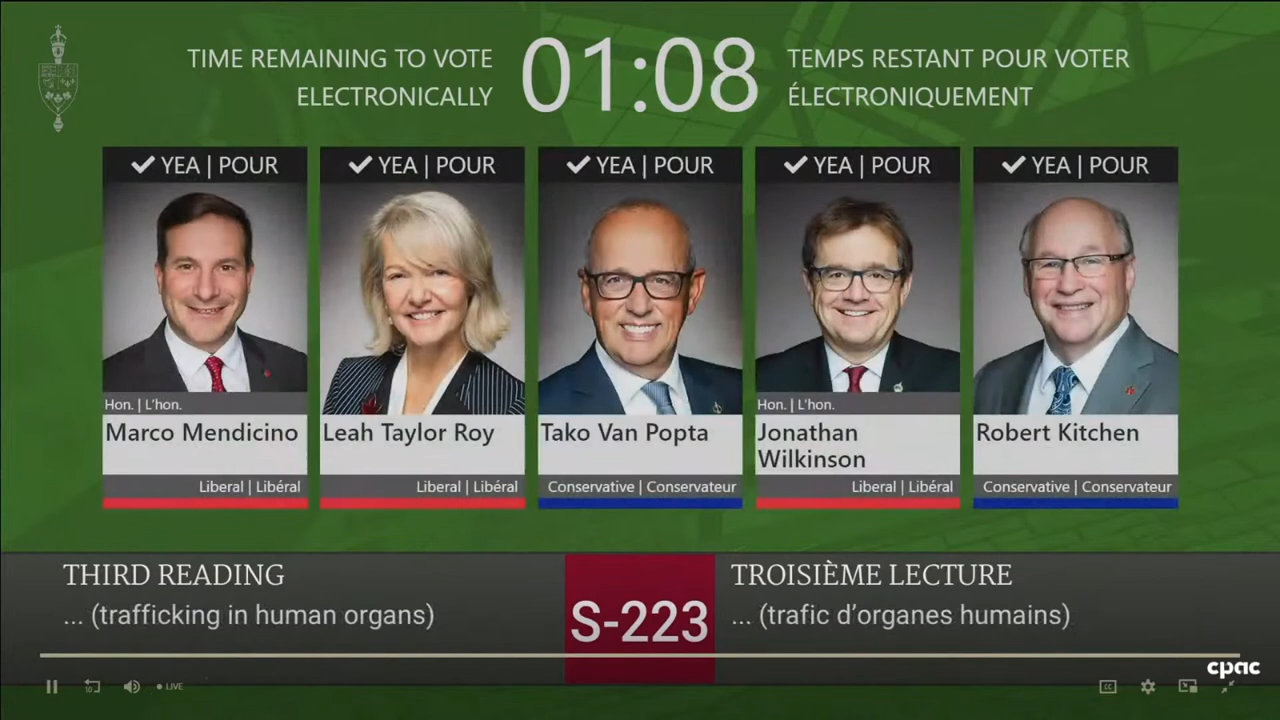 TIME REMAINING TO VOTE
ELECTRONICALLY
01:08
TEMPS RESTANT POUR VOTER
ÉLECTRONIQUEMENT
YEA | POUR
YEA | POUR
YEA | POUR
YEA | POUR
YEA | POUR
Hon. | L'hon.
Marco Mendicino
Liberal | Libéral
Leah Taylor Roy
Liberal | Libéral
Tako Van Popta
Conservative | Conservateur
Hon. | L'hon.
Jonathan
Wilkinson
Liberal | Libéral
Robert Kitchen
Conservative | Conservateur
THIRD READING
... (trafficking in human organs)
S-223
TROISIÈME LECTURE
... (trafic d'organes humains)
cpac
10
LIVE
CC